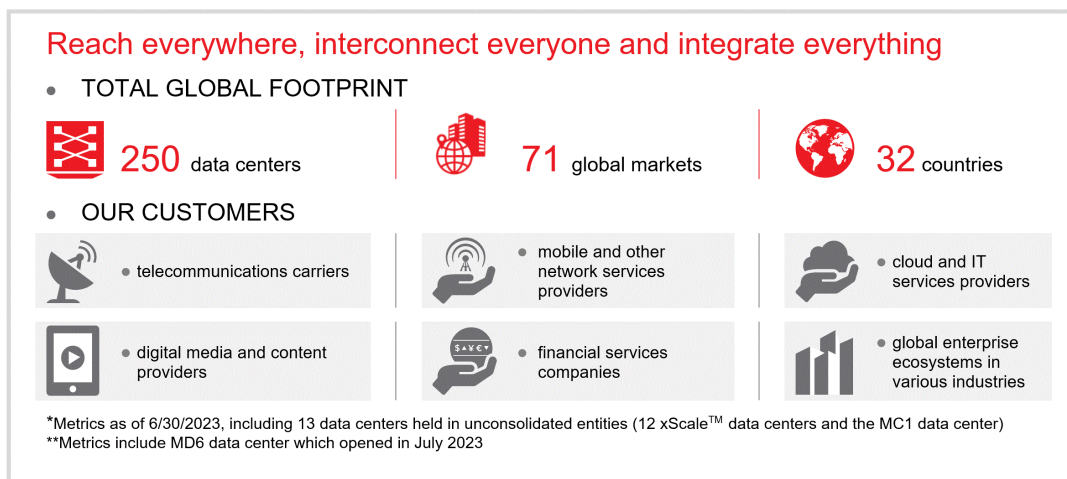 Reach everywhere, interconnect everyone and integrate everything
• TOTAL GLOBAL FOOTPRINT
250 data centers
71 global markets
32 countries
• OUR CUSTOMERS
• telecommunications carriers
• mobile and other
network services
providers
• cloud and IT
services providers
• digital media and content
providers
$▲¥€▼
• financial services
companies
• global enterprise
ecosystems in
various industries
*Metrics as of 6/30/2023, including 13 data centers held in unconsolidated entities (12 xScale™ data centers and the MC1 data center)
**Metrics include MD6 data center which opened in July 2023